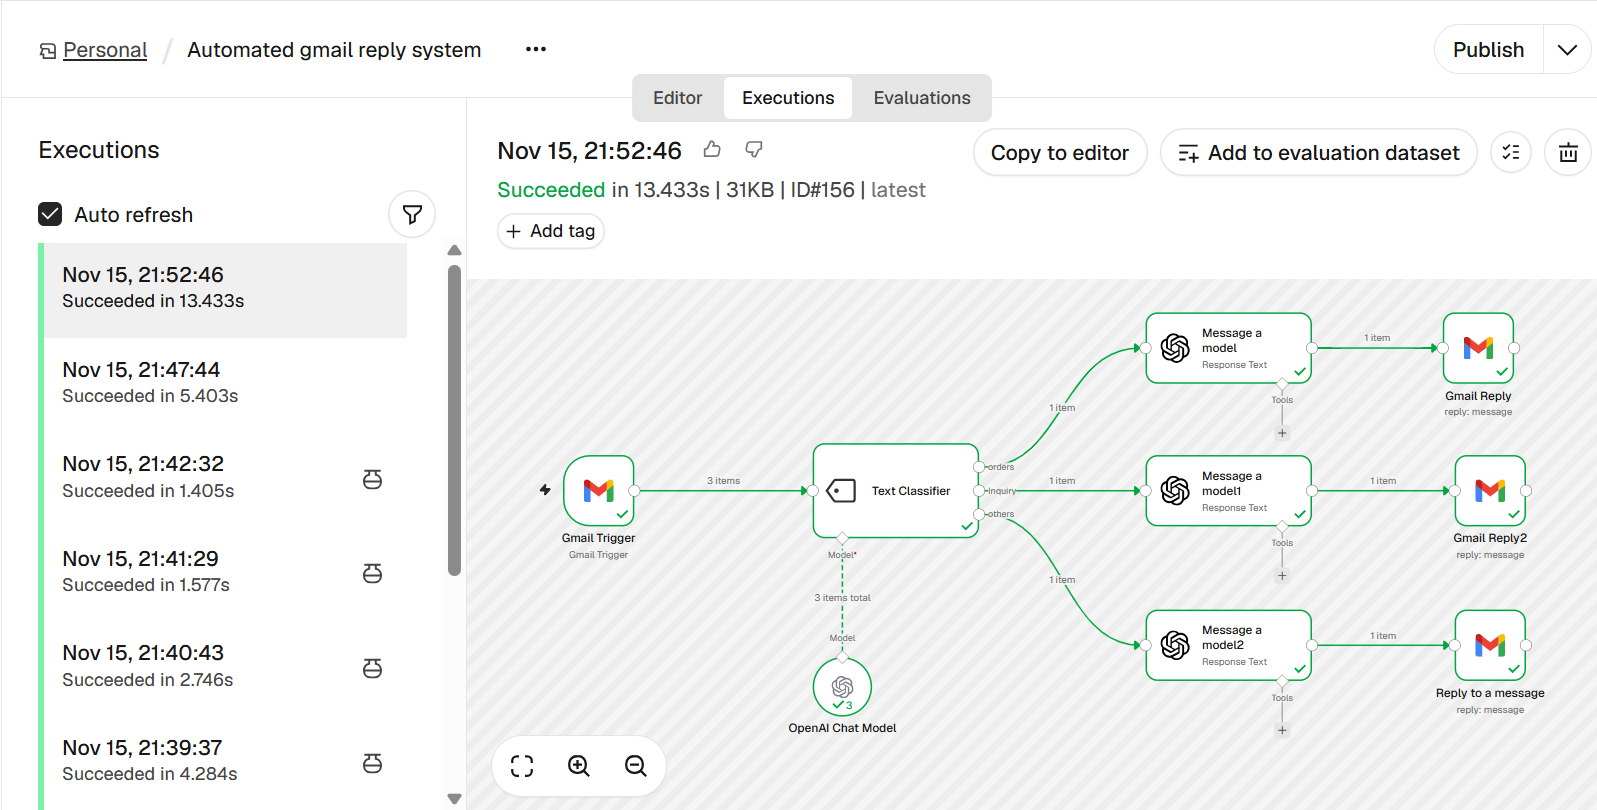 Personal / Automated gmail reply system ...
Publish
Editor Executions Evaluations
Executions
Auto refresh
Nov 15, 21:52:46
Succeeded in 13.433s
Nov 15, 21:47:44
Succeeded in 5.403s
Nov 15, 21:42:32
Succeeded in 1.405s
Nov 15, 21:41:29
Succeeded in 1.577s
Nov 15, 21:40:43
Succeeded in 2.746s
Nov 15, 21:39:37
Succeeded in 4.284s
Nov 15, 21:52:46
Succeeded in 13.433s | 31KB | ID#156 | latest
+ Add tag
Copy to editor
Add to evaluation dataset
Gmail Trigger
Gmail Trigger
3 items
Text Classifier
orders
Inquiry
others
Model*
3 items total
Model
3
OpenAI Chat Model
1 item
Message a
model
Response Text
Tools
+
1 item
Gmail Reply
reply: message
1 item
Message a
model1
Response Text
Tools
+
1 item
Gmail Reply2
reply: message
1 item
Message a
model2
Response Text
Tools
+
1 item
Reply to a message
reply: message